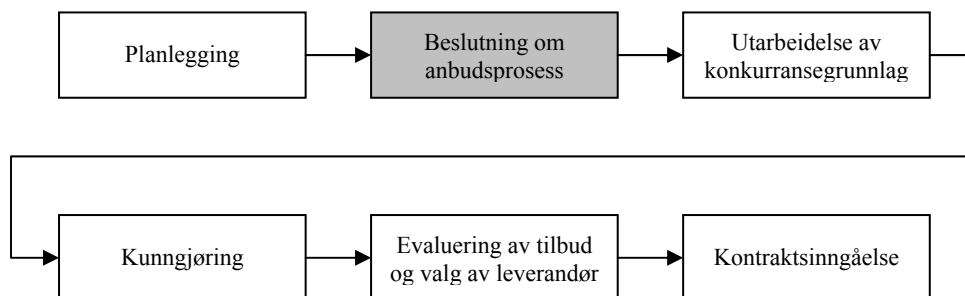 Planlegging
Beslutning om
anbudsprosess
Utarbeidelse av
konkurransegrunnlag
Kunngjøring
Evaluering av tilbud
og valg av leverandør
Kontraktsinngåelse